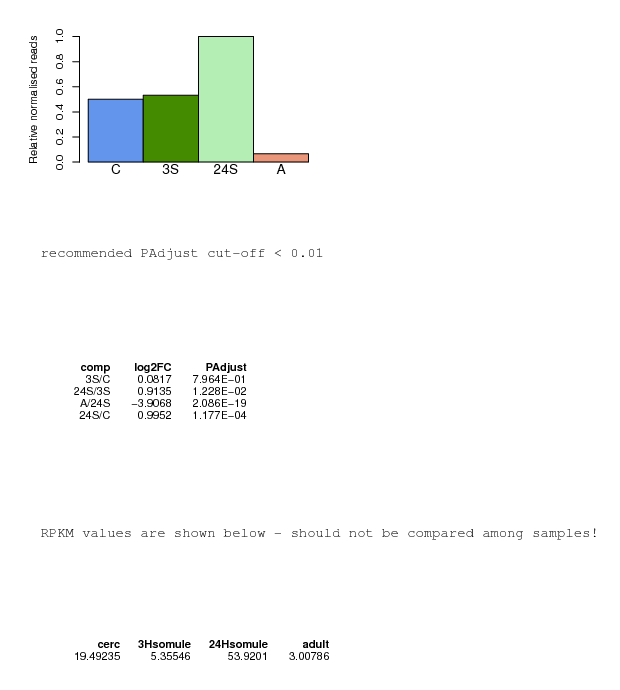 Relative normalised reads
1.0
0.8
0.6
0.4
0.2
0.0
C 3S 24S A
recommended PAdjust cut-off < 0.01
comp log2FC PAdjust
3S/C 0.0817 7.964E-01
24S/3S 0.9135 1.228E-02
A/24S -3.9068 2.086E-19
24S/C 0.9952 1.177E-04
RPKM values are shown below - should not be compared among samples!
cerc 3Hsomule 24Hsomule adult
19.49235 5.35546 53.9201 3.00786